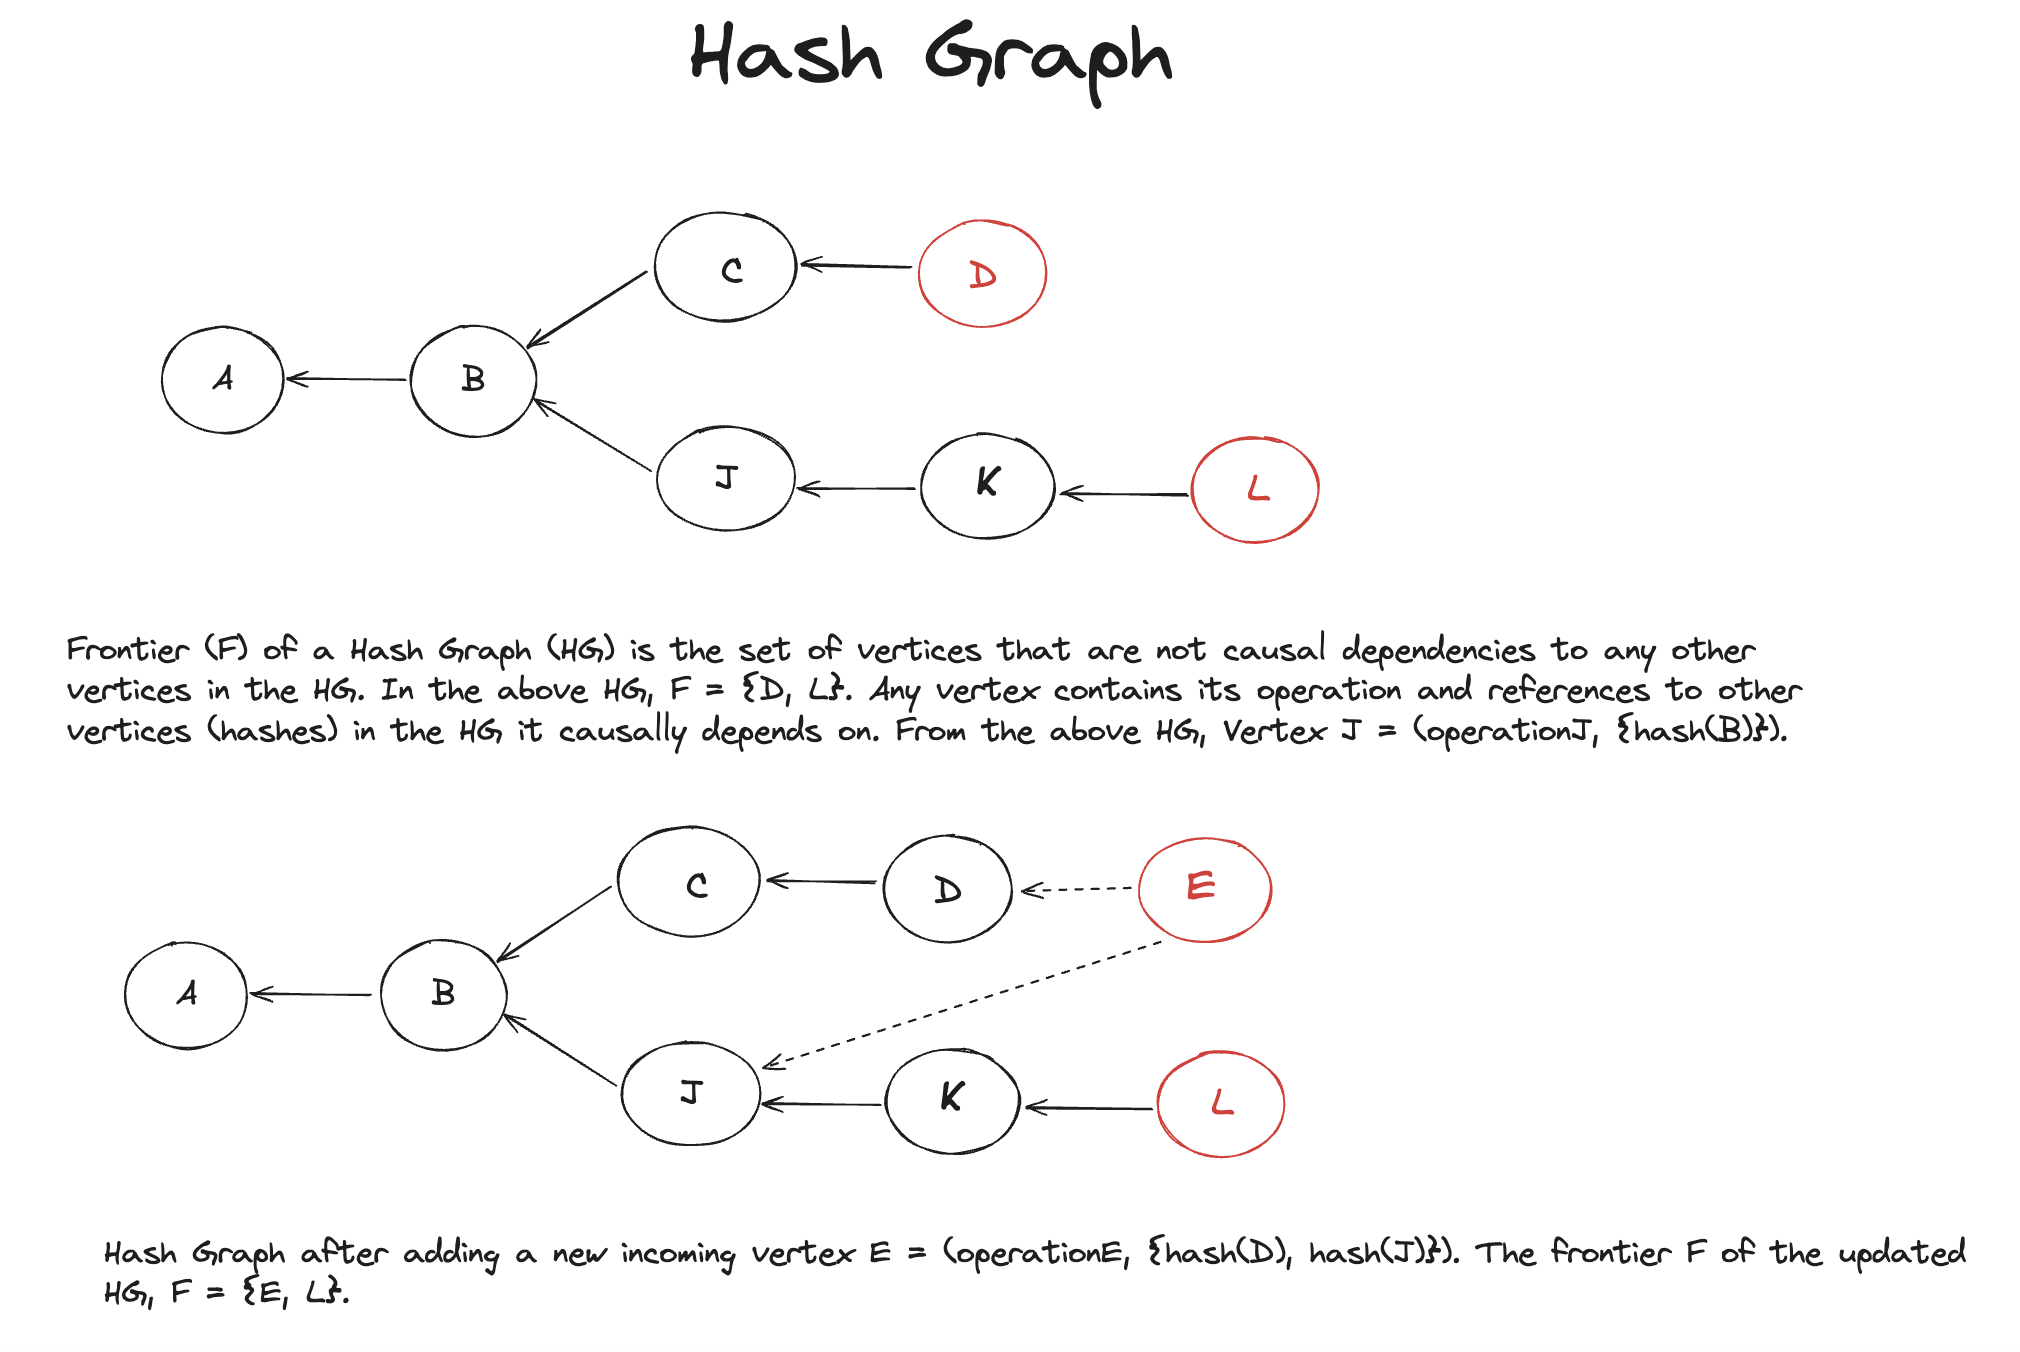 Hash Graph
C
D
A
B
J
K
L
Frontier (F) of a Hash Graph (HG) is the set of vertices that are not causal dependencies to any other
vertices in the HG. In the above HG, F = {D, L}. Any vertex contains its operation and references to other
vertices (hashes) in the HG it causally depends on. From the above HG, Vertex J = (operationJ, {hash(B)}).
C
D
E
A
B
J
K
L
Hash Graph after adding a new incoming vertex E = (operationE, {hash(D), hash(J)}). The frontier F of the updated
HG, F = {E, L}.